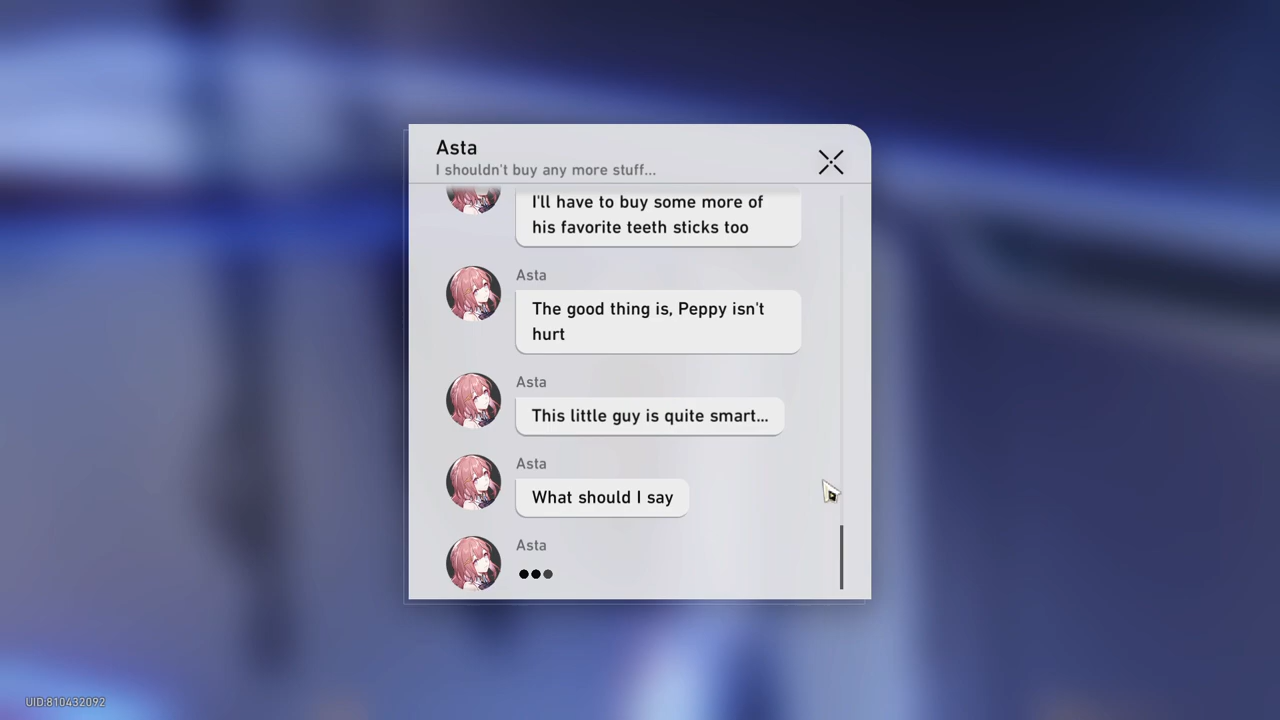 Asta
I shouldn't buy any more stuff...
I'll have to buy some more of
his favorite teeth sticks too
Asta
The good thing is, Peppy isn't
hurt
Asta
This little guy is quite smart...
Asta
What should I say
Asta
UID:810432092